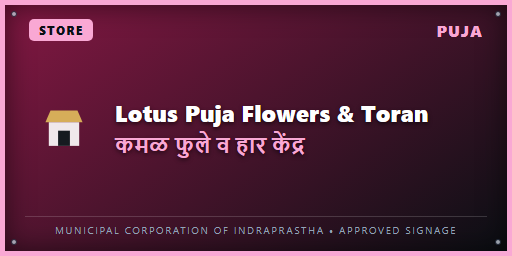 STORE
PUJA
Lotus Puja Flowers & Toran
कमळ फुले व हार केंद्र
MUNICIPAL CORPORATION OF INDRAPRASTHA • APPROVED SIGNAGE